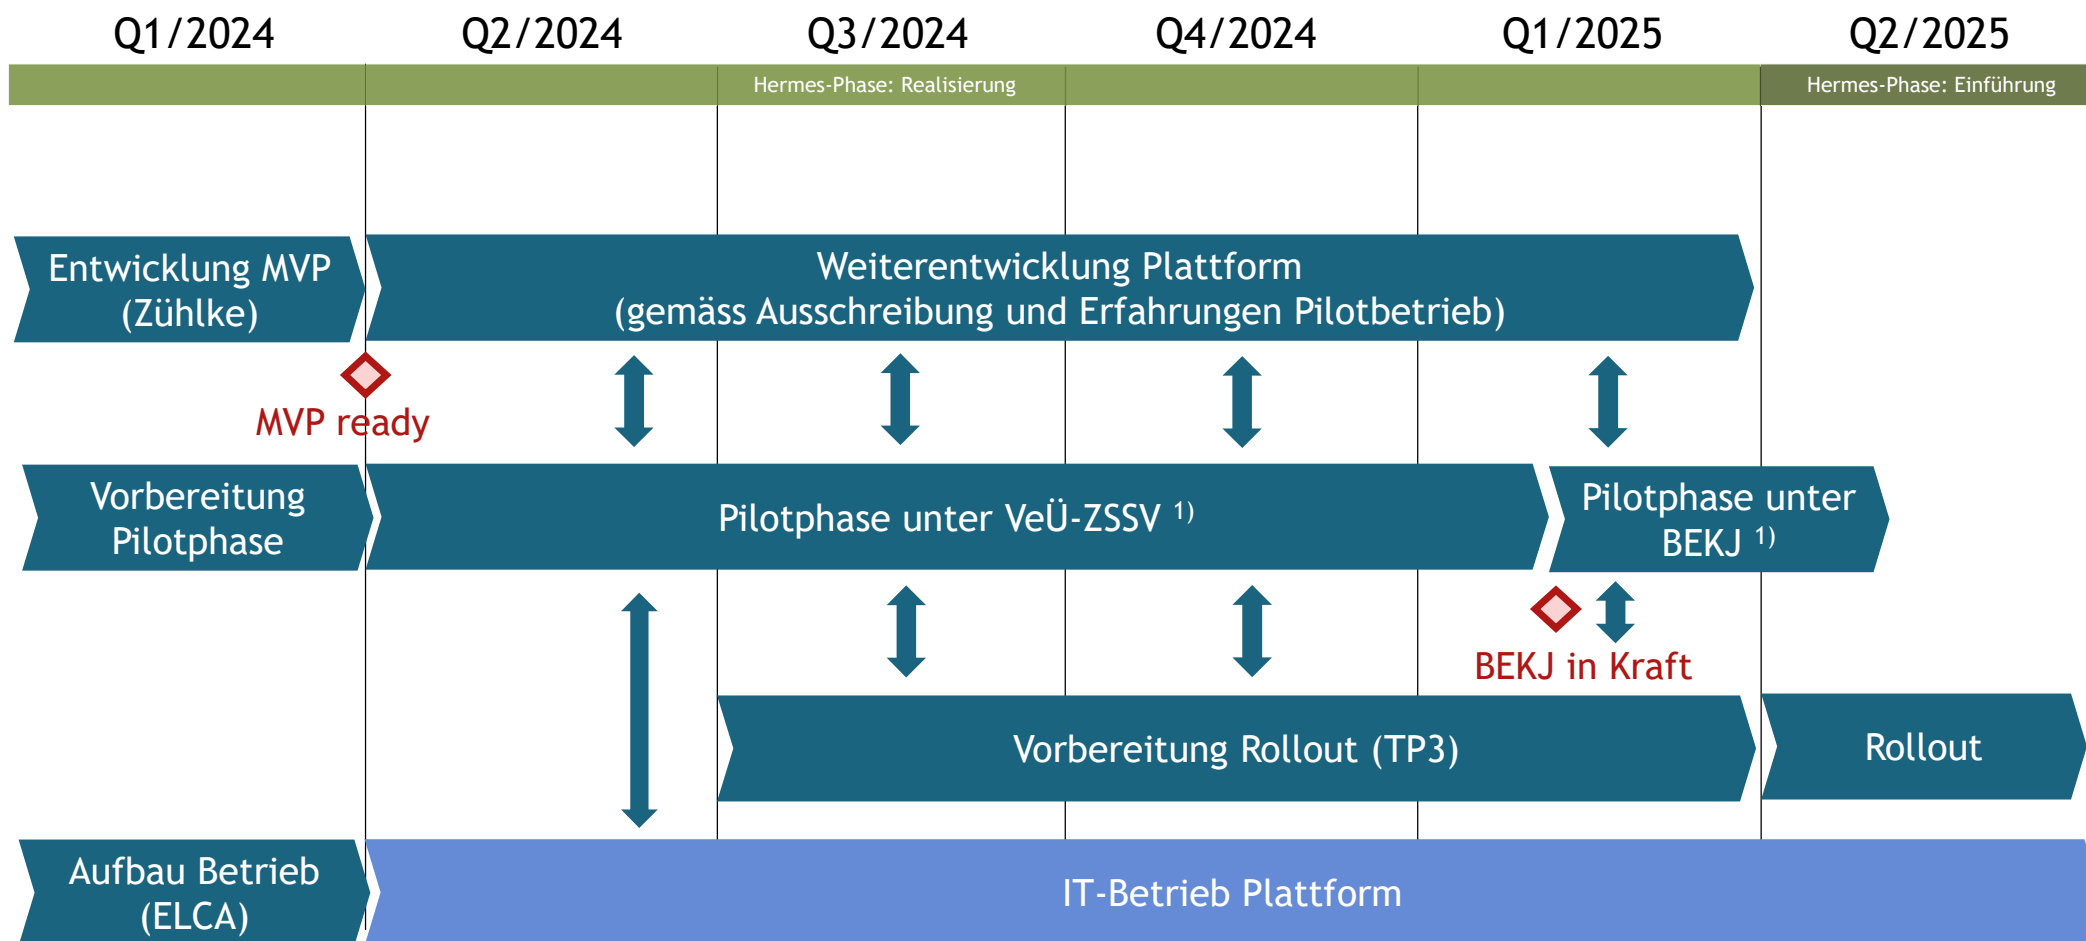 Q1/2024 Q2/2024 Q3/2024 Q4/2024 Q1/2025 Q2/2025
Hermes-Phase: Realisierung Hermes-Phase: Einführung
Entwicklung MVP
(Zühlke)
Weiterentwicklung Plattform
(gemäss Ausschreibung und Erfahrungen Pilotbetrieb)
MVP ready
Vorbereitung
Pilotphase
Pilotphase unter VeÜ-ZSSV 1)
Pilotphase unter
BEKJ 1)
BEKJ in Kraft
Vorbereitung Rollout (TP3)
Rollout
Aufbau Betrieb
(ELCA)
IT-Betrieb Plattform